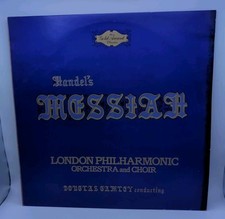 Handel's
MESSIAH
LONDON PHILHARMONIC
ORCHESTRA and CHOIR
conducting